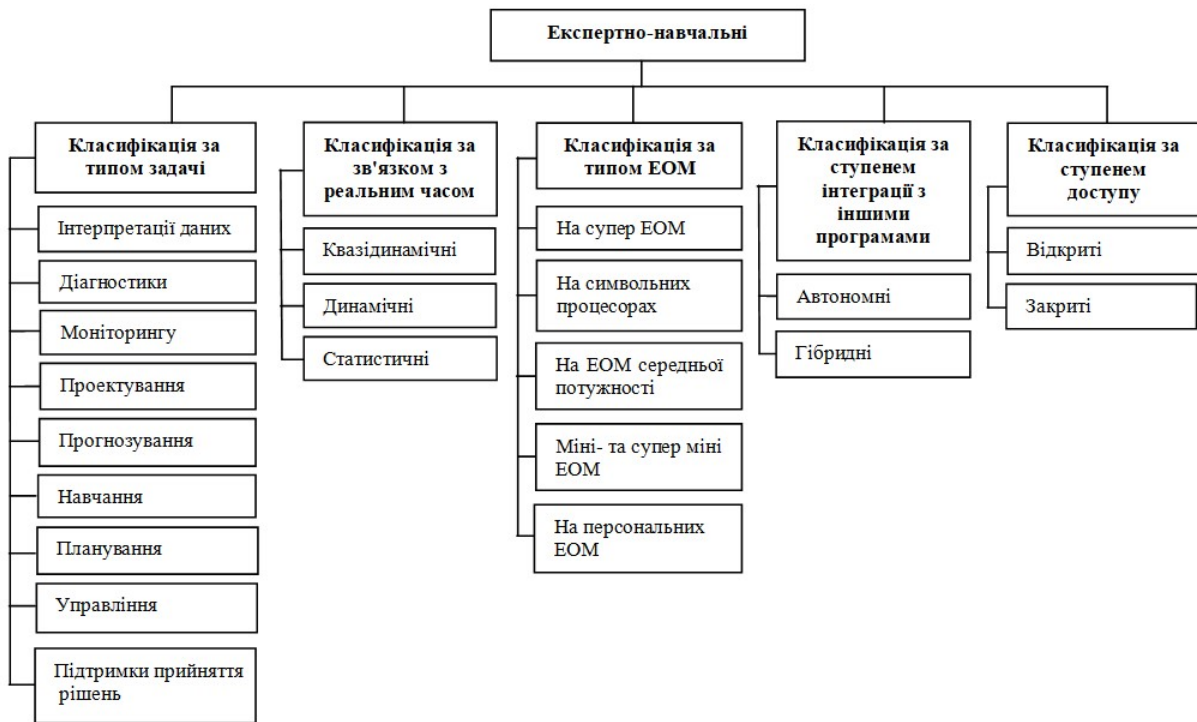 Експертно-навчальні
Класифікація за
типом задачі
Інтерпретації даних
Діагностики
Моніторингу
Проектування
Прогнозування
Навчання
Планування
Управління
Підтримки прийняття
рішень
Класифікація за
зв'язком з
реальним часом
Квазідинамічні
Динамічні
Статистичні
Класифікація за
типом ЕОМ
На супер ЕОМ
На символьних
процесорах
На ЕОМ середньої
потужності
Міні- та супер міні
ЕОМ
На персональних
ЕОМ
Класифікація за
ступенем
інтеграції з
іншими
програмами
Автономні
Гібридні
Класифікація за
ступенем
доступу
Відкриті
Закриті